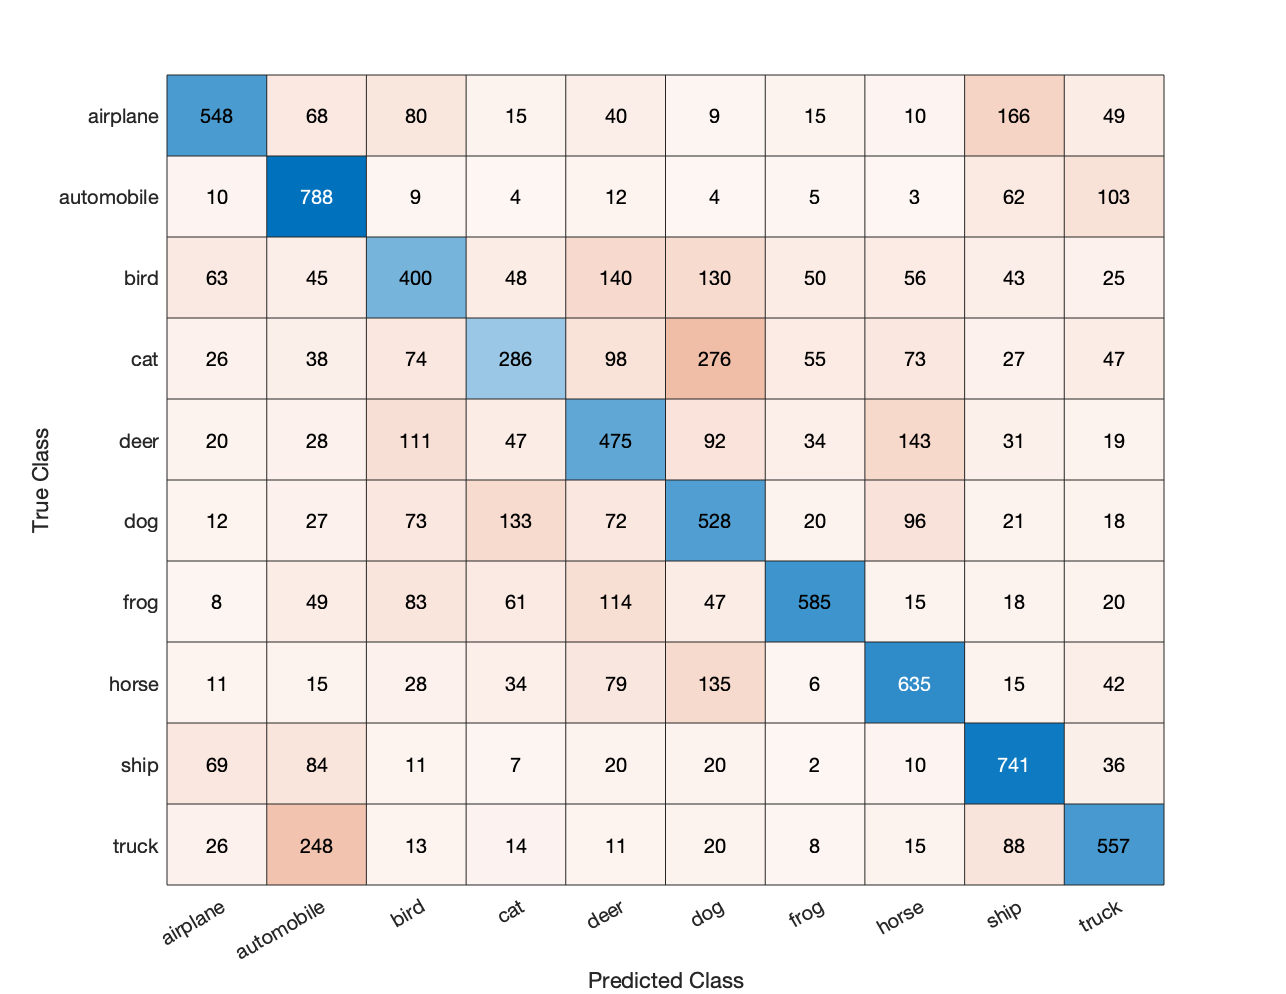 airplane 548 68 80 15 40 9 15 10 166 49
automobile 10 788 9 4 12 4 5 3 62 103
bird 63 45 400 48 140 130 50 56 43 25
cat 26 38 74 286 98 276 55 73 27 47
deer 20 28 111 47 475 92 34 143 31 19
dog 12 27 73 133 72 528 20 96 21 18
frog 8 49 83 61 114 47 585 15 18 20
horse 11 15 28 34 79 135 6 635 15 42
ship 69 84 11 7 20 20 2 10 741 36
truck 26 248 13 14 11 20 8 15 88 557
airplane automobile bird cat deer dog frog horse ship truck
Predicted Class
True Class